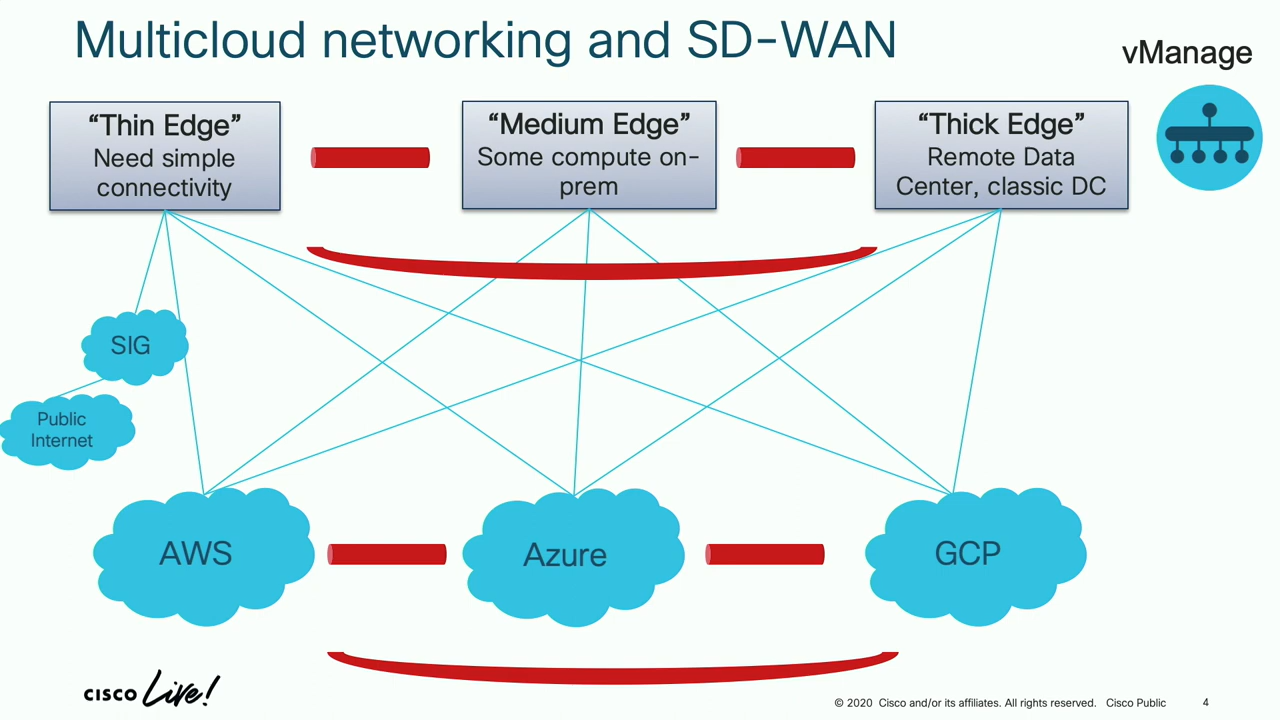 Multicloud networking and SD-WAN
vManage
“Thin Edge”
Need simple
connectivity
“Medium Edge”
Some compute on-
prem
“Thick Edge”
Remote Data
Center, classic DC
SIG
Public
Internet
AWS
Azure
GCP
CISCO Live!
© 2020 Cisco and/or its affiliates. All rights reserved. Cisco Public 4